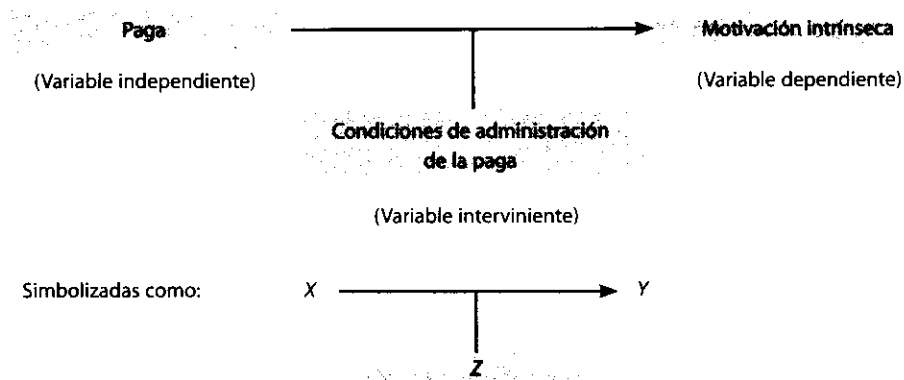 Paga
Motivación intrínseca
(Variable independiente)
(Variable dependiente)
Condiciones de administración
de la paga
(Variable interviniente)
Simbolizadas como:
X
Y
Z